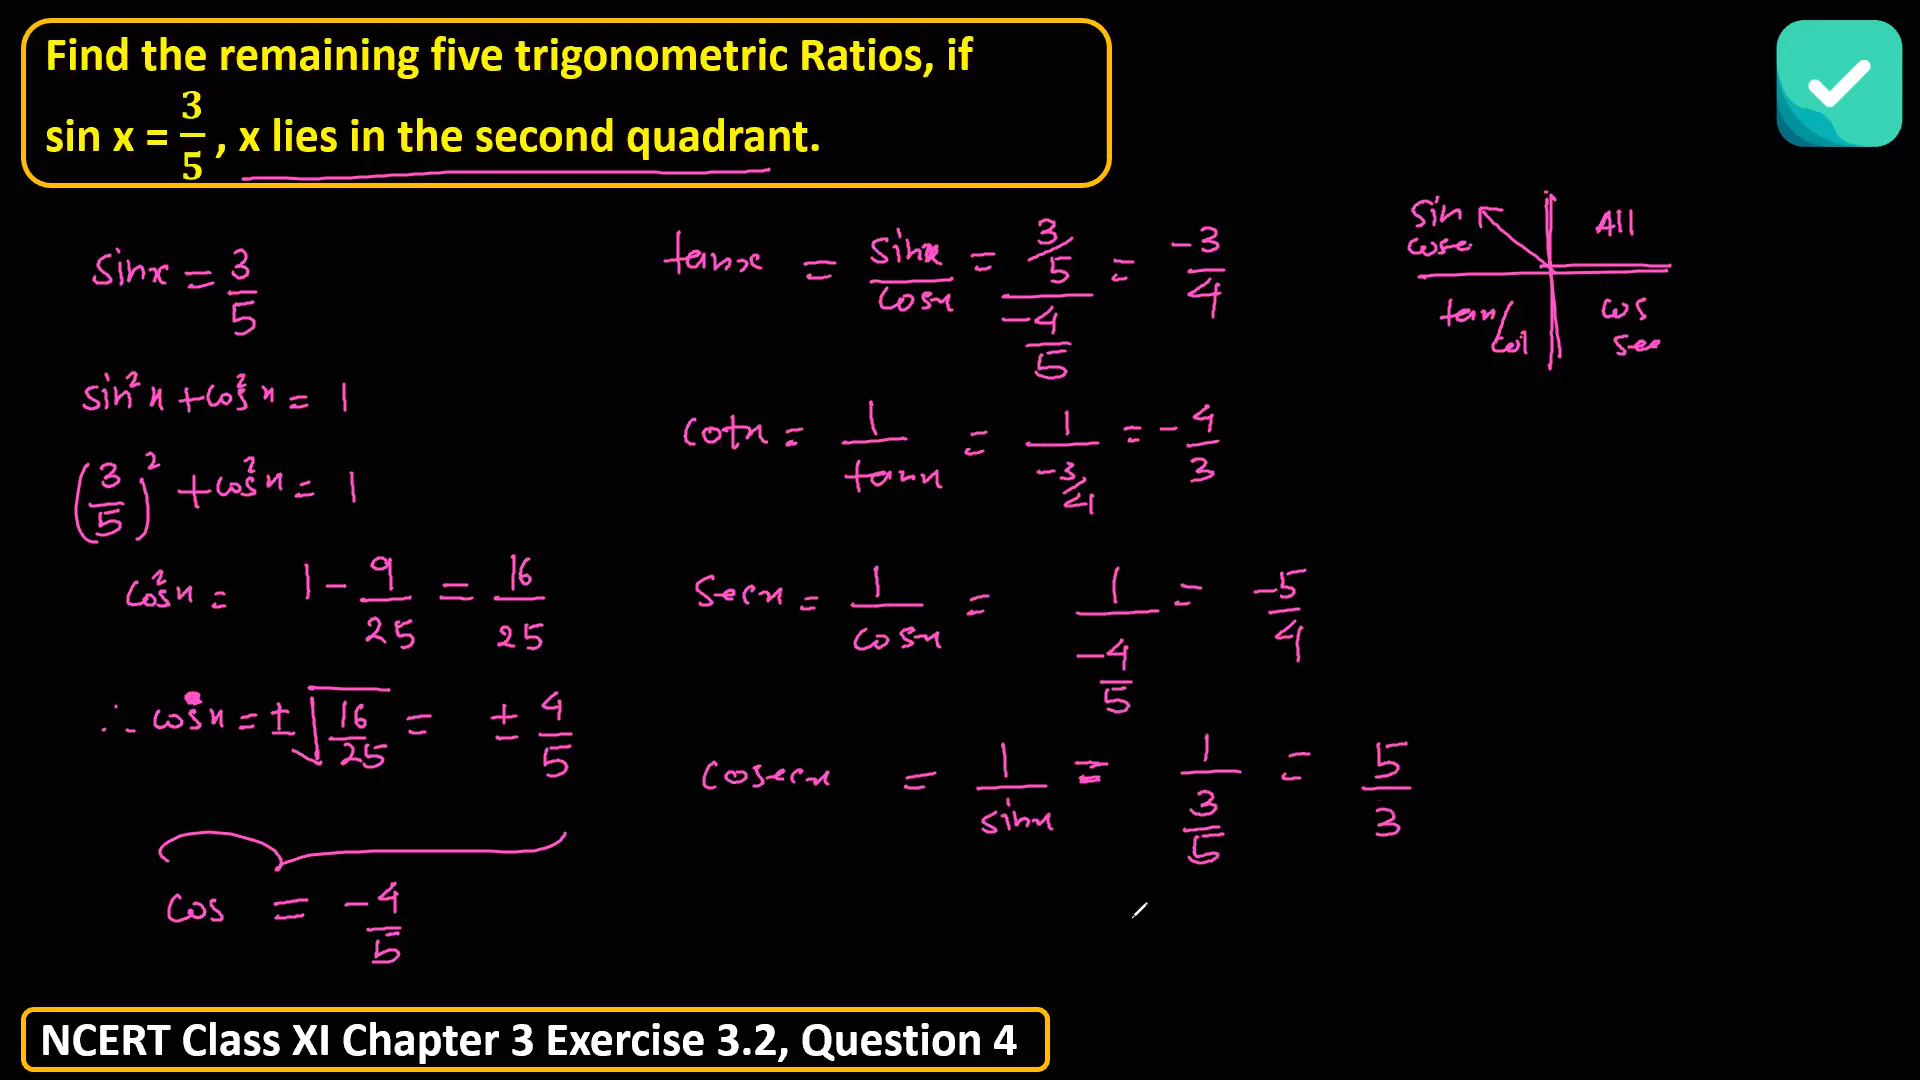 Find the remaining five trigonometric Ratios, if
sin x = 3/5 , x lies in the second quadrant.
sinx = 3/5
sin²x + cos²x = 1
(3/5)² + cos²x = 1
cos²x = 1 - 9/25 = 16/25
∴ cosx = ± √(16/25) = ± 4/5
cos = -4/5
tanx = sinx/cosx = (3/5)/(-4/5) = -3/4
cotx = 1/tanx = 1/(-3/4) = -4/3
secx = 1/cosx = 1/(-4/5) = -5/4
cosecx = 1/sinx = 1/(3/5) = 5/3
sin All
cose
tan/cot cos
sec
NCERT Class XI Chapter 3 Exercise 3.2, Question 4